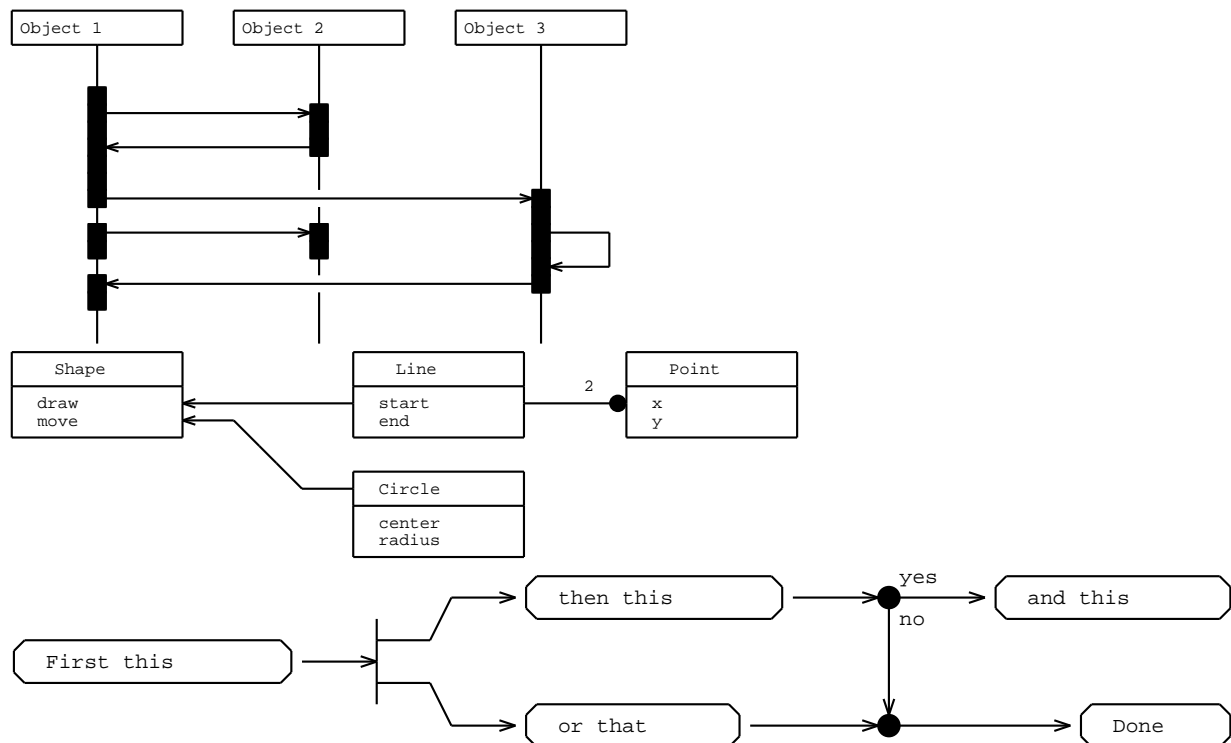 Object 1
Object 2
Object 3
Shape
draw
move
Line
start
end
2
Point
x
y
Circle
center
radius
First this
then this
yes
no
and this
or that
Done